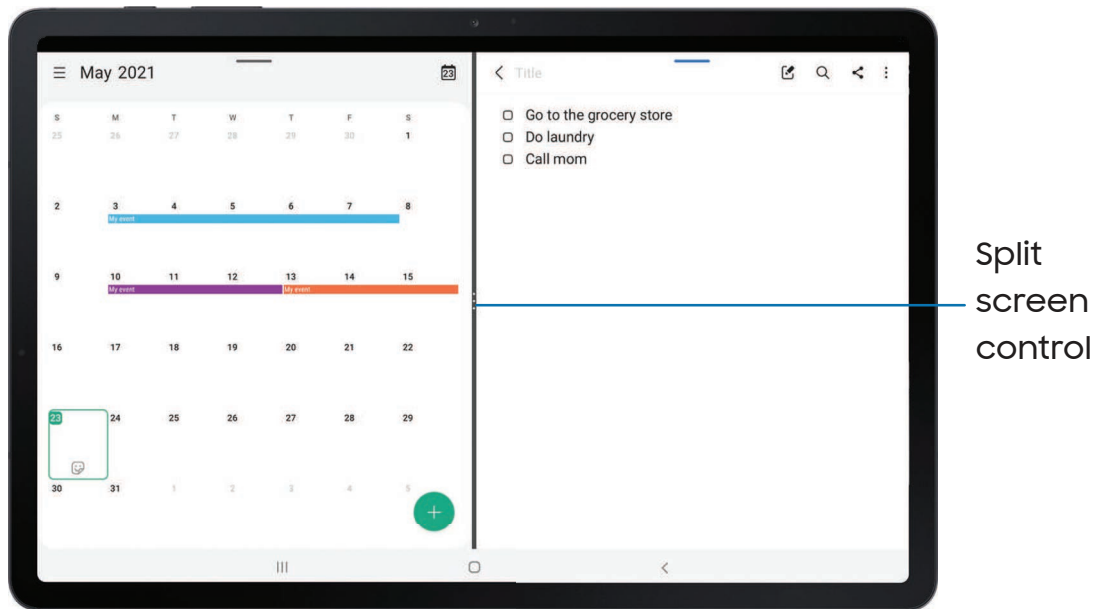 May 2021
23
S M T W T F S
25 26 27 28 29 30 1
2 3 4 5 6 7 8
My event
9 10 11 12 13 14 15
My event My event
16 17 18 19 20 21 22
23 24 25 26 27 28 29
30 31 1 2 3 4 5
Title
Go to the grocery store
Do laundry
Call mom
Split
screen
control